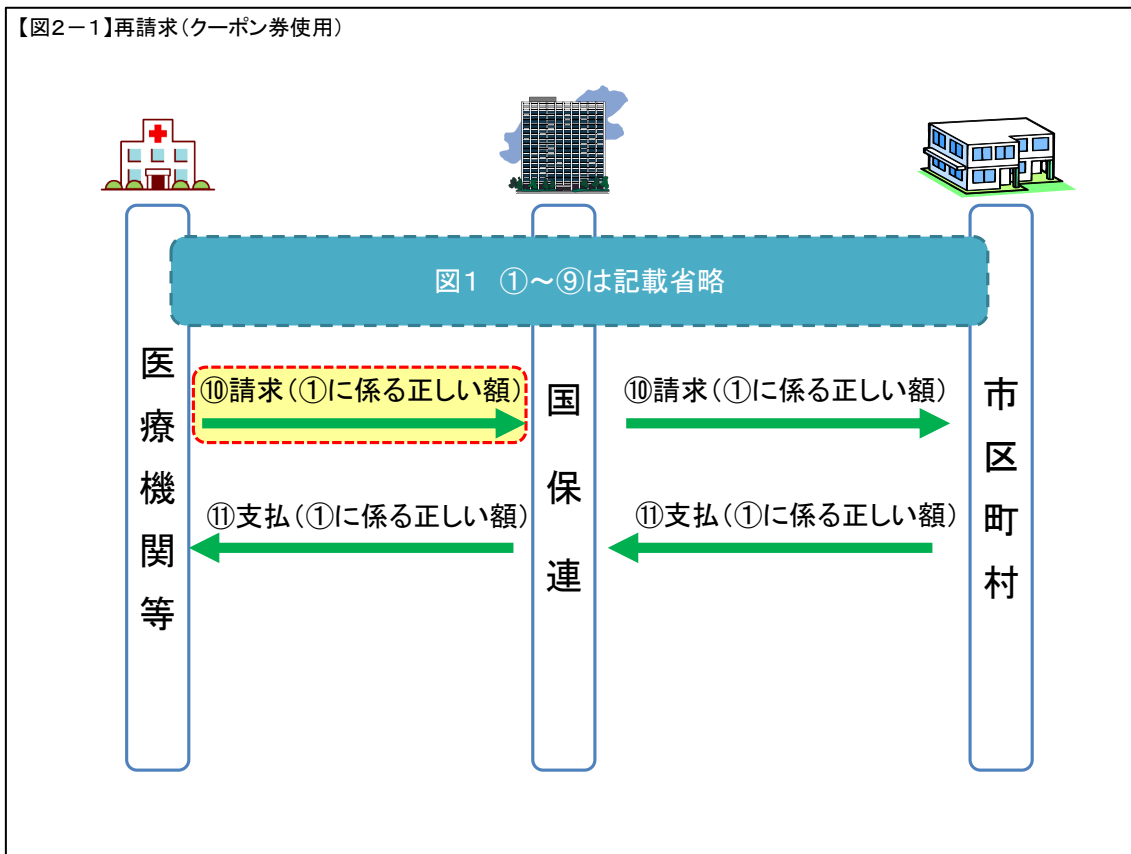 【図2－1】再請求(クーポン券使用)
図1　①～⑨は記載省略
医療機関等
国保連
市区町村
⑩請求(①に係る正しい額)
⑩請求(①に係る正しい額)
⑪支払(①に係る正しい額)
⑪支払(①に係る正しい額)